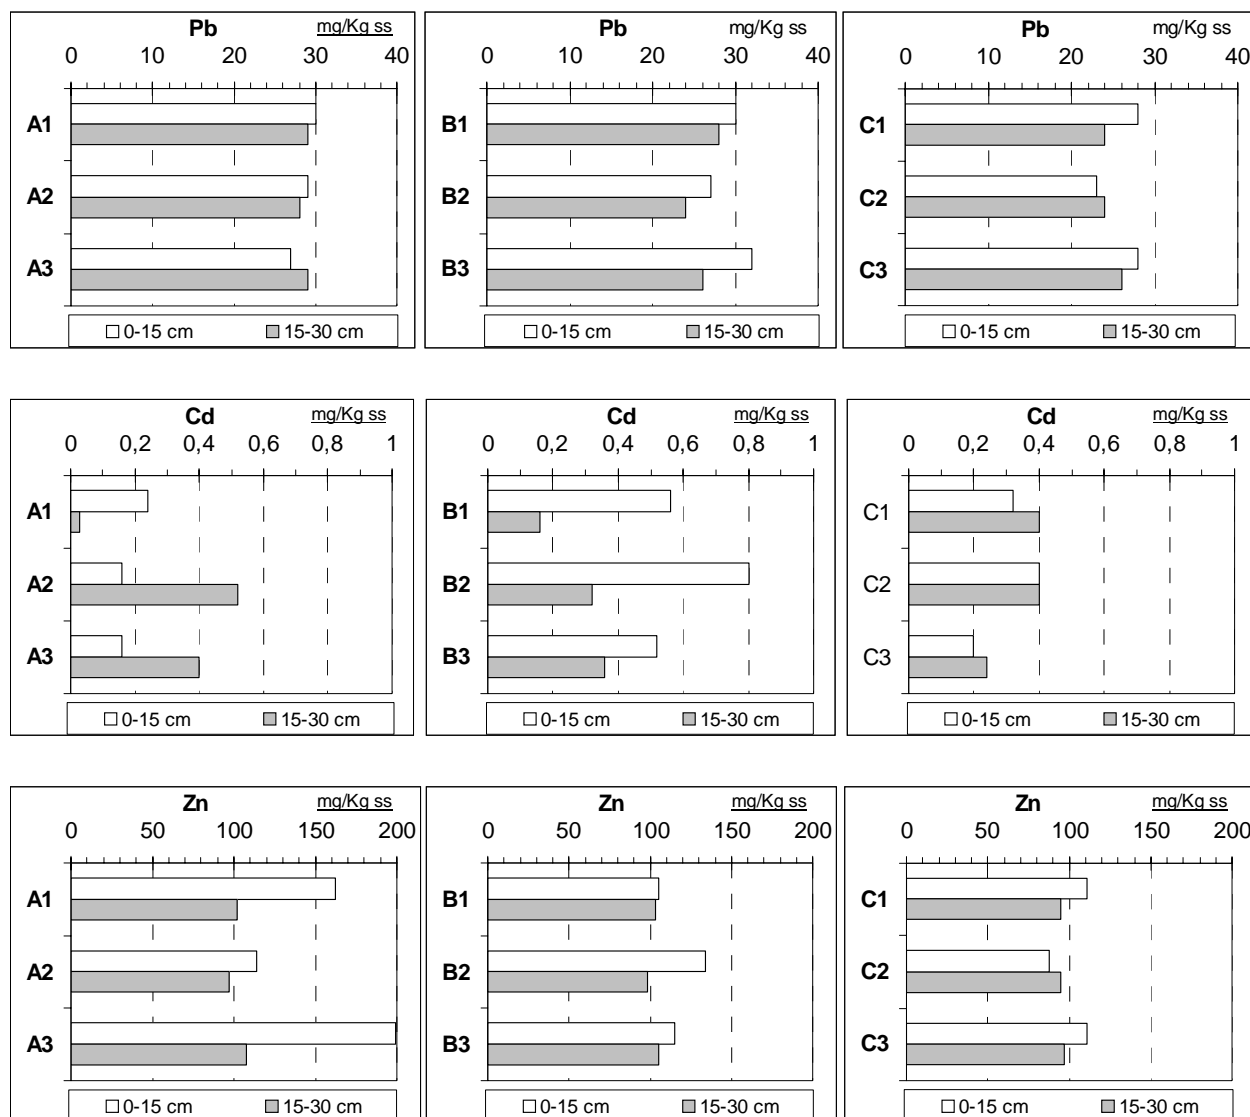 Pb mg/Kg ss
0 10 20 30 40
A1
A2
A3
0-15 cm 15-30 cm
Pb mg/Kg ss
0 10 20 30 40
B1
B2
B3
0-15 cm 15-30 cm
Pb mg/Kg ss
0 10 20 30 40
C1
C2
C3
0-15 cm 15-30 cm
Cd mg/Kg ss
0 0,2 0,4 0,6 0,8 1
A1
A2
A3
0-15 cm 15-30 cm
Cd mg/Kg ss
0 0,2 0,4 0,6 0,8 1
B1
B2
B3
0-15 cm 15-30 cm
Cd mg/Kg ss
0 0,2 0,4 0,6 0,8 1
C1
C2
C3
0-15 cm 15-30 cm
Zn mg/Kg ss
0 50 100 150 200
A1
A2
A3
0-15 cm 15-30 cm
Zn mg/Kg ss
0 50 100 150 200
B1
B2
B3
0-15 cm 15-30 cm
Zn mg/Kg ss
0 50 100 150 200
C1
C2
C3
0-15 cm 15-30 cm